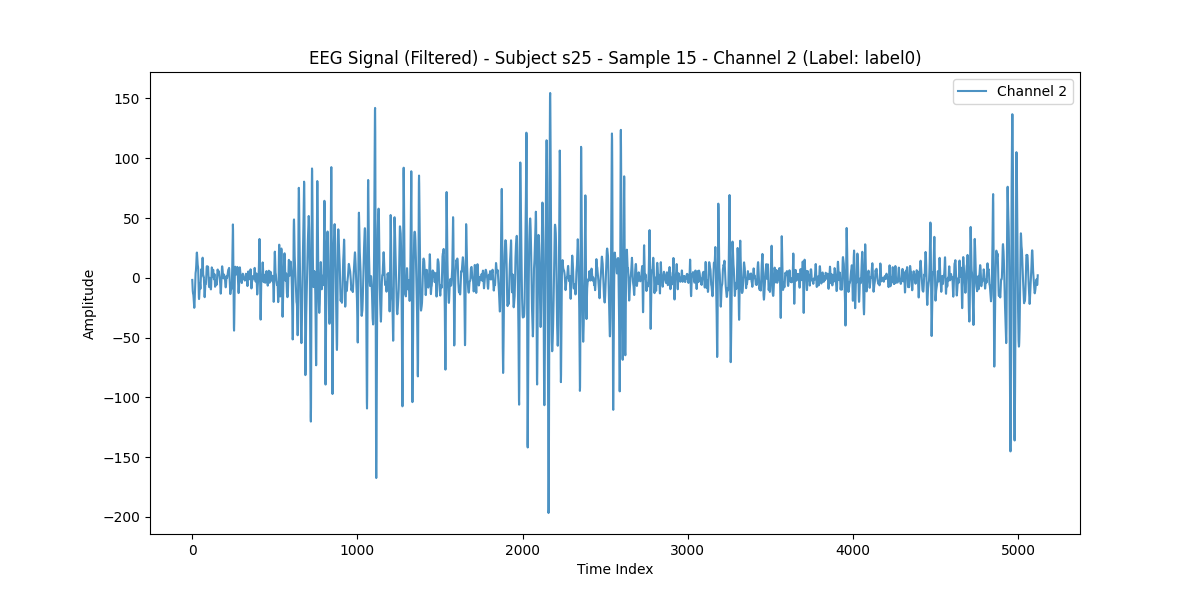 EEG Signal (Filtered) - Subject s25 - Sample 15 - Channel 2 (Label: label0)
Channel 2
150
100
50
0
−50
−100
−150
−200
Amplitude
0 1000 2000 3000 4000 5000
Time Index